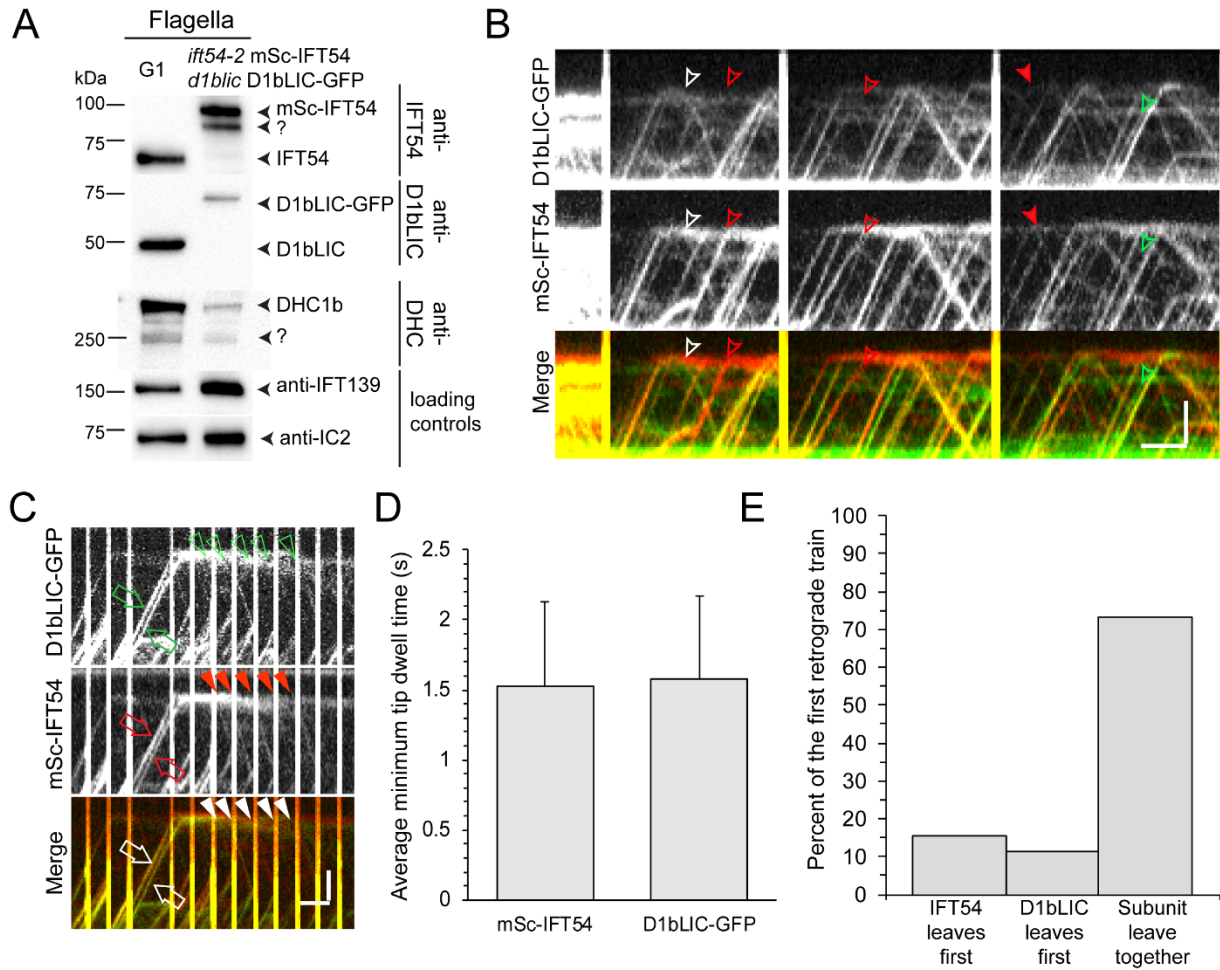 A
Flagella
G1
ift54-2 mSc-IFT54
d1blic D1bLIC-GFP
kDa
100
75
mSc-IFT54
?
IFT54
anti-
IFT54
75
50
D1bLIC-GFP
D1bLIC
anti-
D1bLIC
250
DHC1b
?
anti-
DHC
150
anti-IFT139
75
anti-IC2
loading
controls
B
D1bLIC-GFP
mSc-IFT54
Merge
C
D1bLIC-GFP
mSc-IFT54
Merge
D
Average minimum tip dwell time (s)
2.5
2
1.5
1
0.5
0
mSc-IFT54
D1bLIC-GFP
E
Percent of the first retrograde train
100
90
80
70
60
50
40
30
20
10
0
IFT54
leaves
first
D1bLIC
leaves
first
Subunit
leave
together